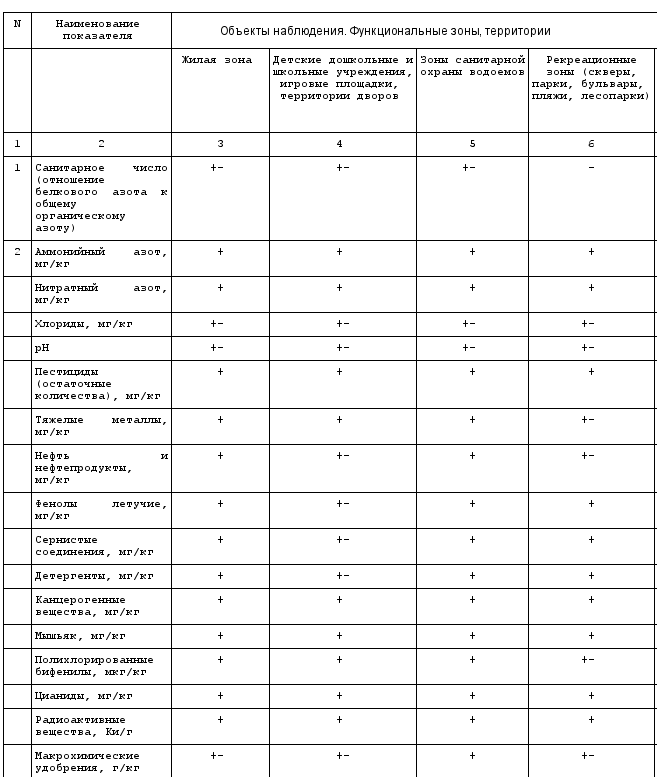 N Наименование показателя Объекты наблюдения. Функциональные зоны, территории
Жилая зона
Детские дошкольные и
школьные учреждения,
игровые площадки,
территории дворов
Зоны санитарной
охраны водоемов
Рекреационные
зоны (скверы,
парки, бульвары,
пляжи, лесопарки)
1 2 3 4 5 6
1 Санитарное число +- +- +- -
(отношение
белкового азота к
общему
органическому
азоту)
2 Аммонийный азот, + + + +
мг/кг
Нитратный азот, + + + +
мг/кг
Хлориды, мг/кг +- +- +- +-
pH +- +- +- +-
Пестициды + + + +
(остаточные
количества), мг/кг
Тяжелые металлы, + + + +-
мг/кг
Нефть и + +- + +-
нефтепродукты,
мг/кг
Фенолы летучие, + +- + +
мг/кг
Сернистые + +- + +
соединения, мг/кг
Детергенты, мг/кг + +- + +
Канцерогенные + + + +
вещества, мг/кг
Мышьяк, мг/кг + + + +
Полихлорированные + + + +-
бифенилы, мкг/кг
Цианиды, мг/кг + + + +
Радиоактивные + + + +
вещества, Ки/г
Макрохимические +- +- + +-
удобрения, г/кг